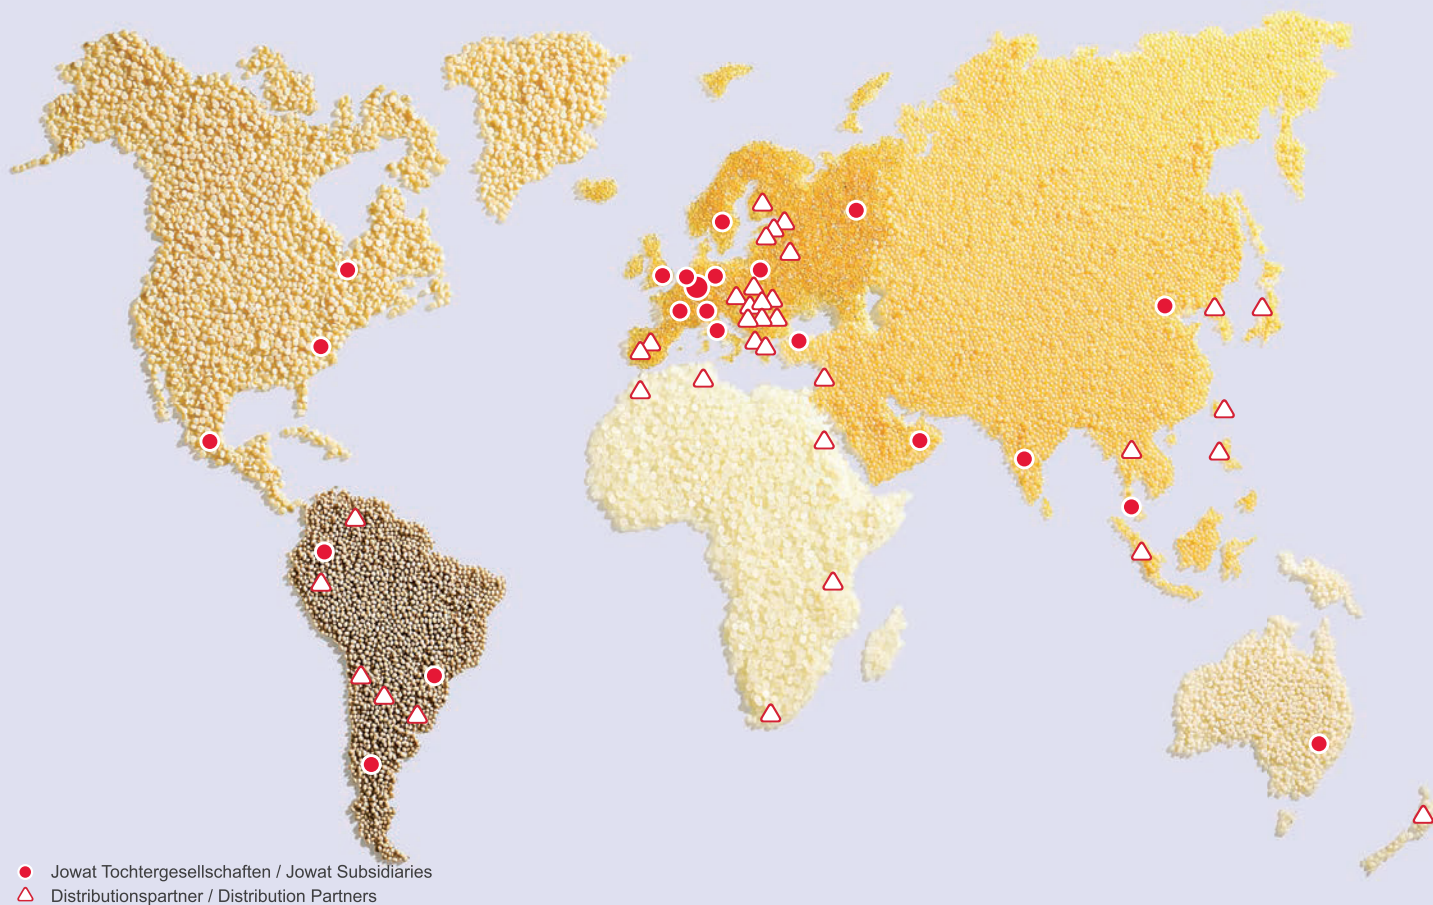 Jowat Tochtergesellschaften / Jowat Subsidiaries
Distributionspartner / Distribution Partners